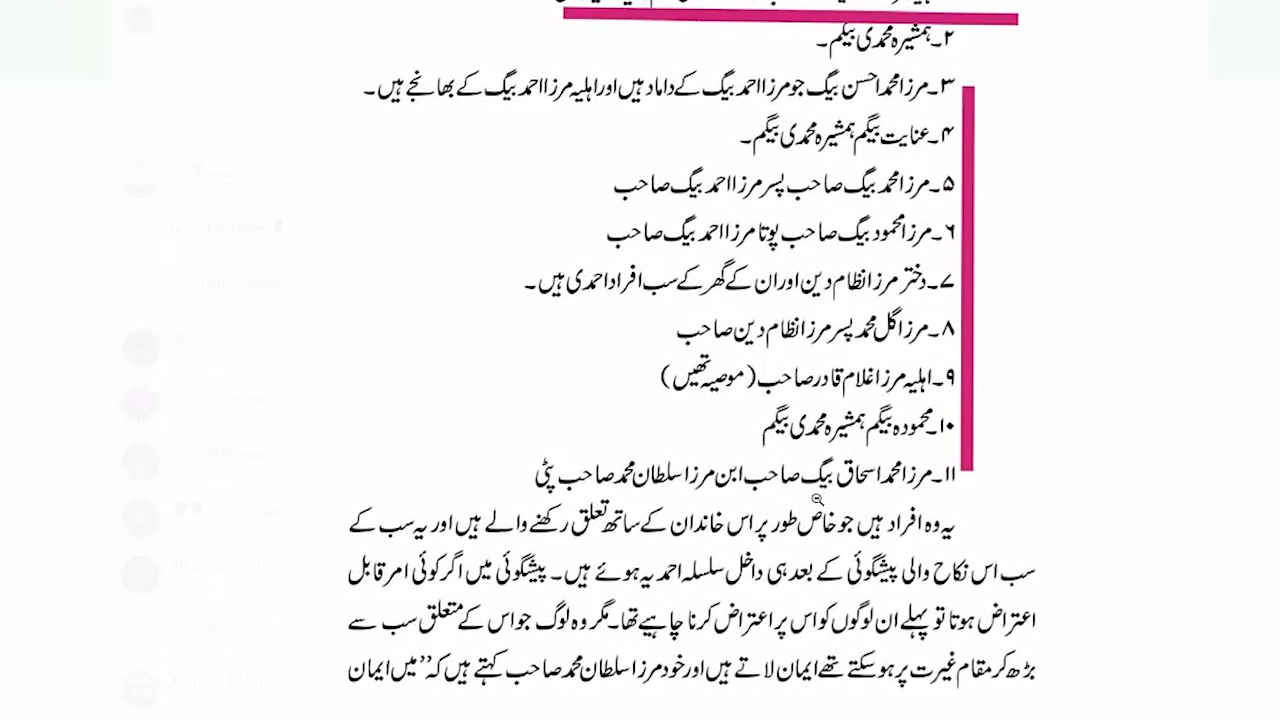 ۲۔ہمشیرہ محمدی بیگم۔
۳۔مرزا محمد احسن بیگ جو مرزا احمد بیگ کے داماد ہیں اور اہلیہ مرزا احمد بیگ کے بھانجے ہیں۔
۴۔عنایت بیگم ہمشیرہ محمدی بیگم۔
۵۔مرزا محمد بیگ صاحب پسر مرزا احمد بیگ صاحب
۶۔مرزا محمود بیگ صاحب پوتا مرزا احمد بیگ صاحب
۷۔دختر مرزا نظام دین اور ان کے گھر کے سب افراد احمدی ہیں۔
۸۔مرزا گل محمد پسر مرزا نظام دین صاحب
۹۔اہلیہ مرزا غلام قادر صاحب (موصیہ تھیں)
۱۰۔محمودہ بیگم ہمشیرہ محمدی بیگم
۱۱۔مرزا محمد اسحاق بیگ صاحب ابن مرزا سلطان محمد صاحب پٹی
یہ وہ افراد ہیں جو خاص طور پر اس خاندان کے ساتھ تعلق رکھنے والے ہیں اور یہ سب کے
سب اس نکاح والی پیشگوئی کے بعد ہی داخل سلسلہ احمدیہ ہوئے ہیں۔ پیشگوئی میں اگر کوئی امر قابل
اعتراض ہوتا تو پہلے ان لوگوں کو اس پر اعتراض کرنا چاہیے تھا۔ مگر وہ لوگ جو اس کے متعلق سب سے
بڑھ کر مقام غیرت پر ہو سکتے تھے ایمان لاتے ہیں اور خود مرزا سلطان محمد صاحب کہتے ہیں کہ ’’میں ایمان